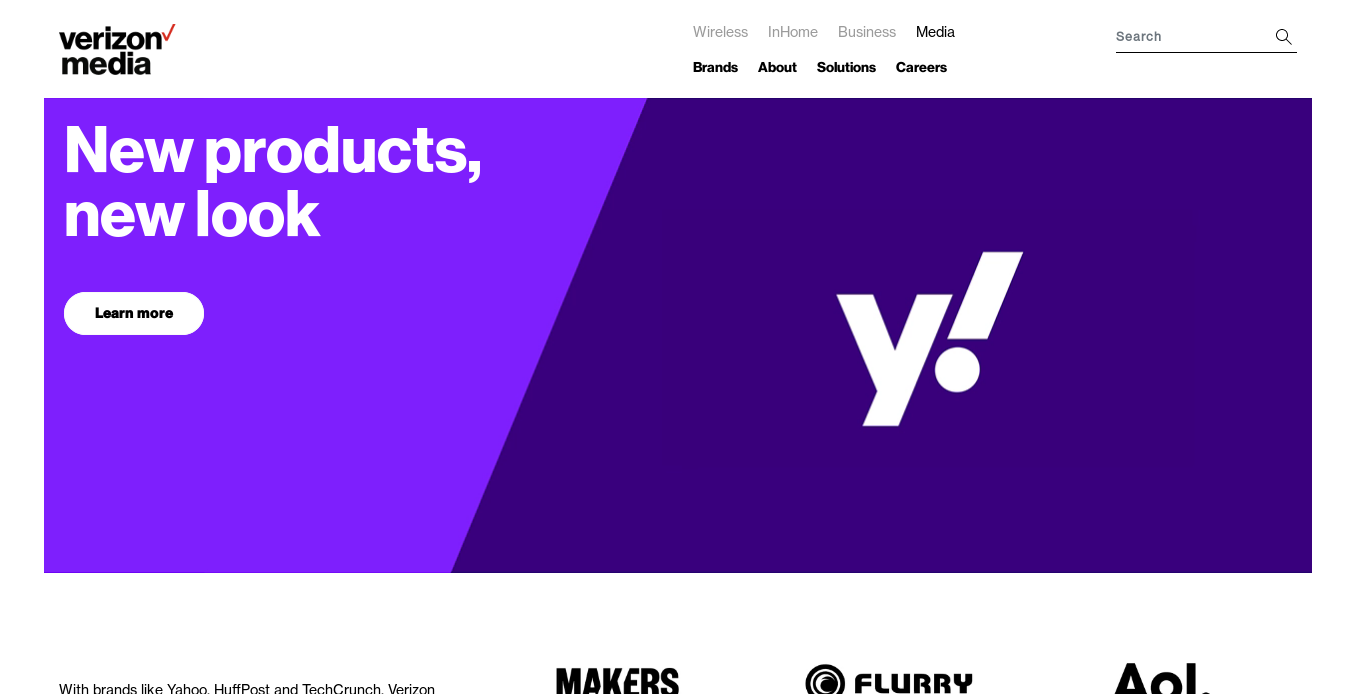 verizon
media
Wireless InHome Business Media
Search
Brands About Solutions Careers
New products,
new look
Learn more
y!
With brands like Yahoo, HuffPost and TechCrunch, Verizon
MAKERS
FLURRY
Aol.